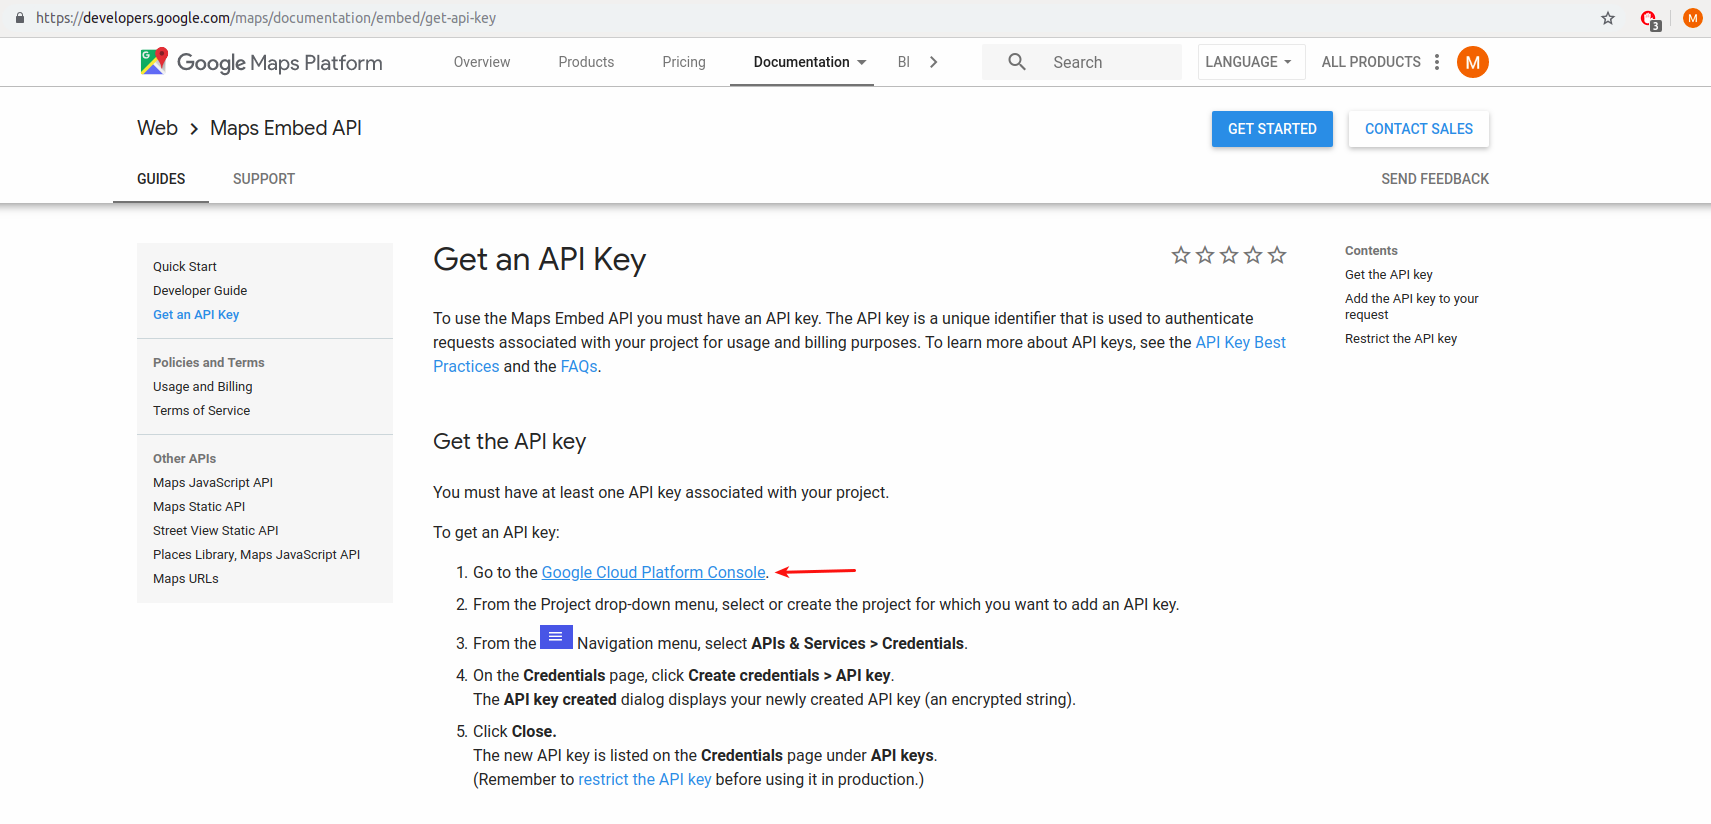 https://developers.google.com/maps/documentation/embed/get-api-key
3
M
Google Maps Platform
Overview
Products
Pricing
Documentation
Bl
Search
LANGUAGE
ALL PRODUCTS
M
Web > Maps Embed API
GET STARTED
CONTACT SALES
GUIDES
SUPPORT
SEND FEEDBACK
Quick Start
Developer Guide
Get an API Key
Policies and Terms
Usage and Billing
Terms of Service
Other APIs
Maps JavaScript API
Maps Static API
Street View Static API
Places Library, Maps JavaScript API
Maps URLs
Get an API Key
To use the Maps Embed API you must have an API key. The API key is a unique identifier that is used to authenticate
requests associated with your project for usage and billing purposes. To learn more about API keys, see the API Key Best
Practices and the FAQs.
Get the API key
You must have at least one API key associated with your project.
To get an API key:
1. Go to the Google Cloud Platform Console.
2. From the Project drop-down menu, select or create the project for which you want to add an API key.
3. From the Navigation menu, select APIs & Services > Credentials.
4. On the Credentials page, click Create credentials > API key.
The API key created dialog displays your newly created API key (an encrypted string).
5. Click Close.
The new API key is listed on the Credentials page under API keys.
(Remember to restrict the API key before using it in production.)
Contents
Get the API key
Add the API key to your
request
Restrict the API key